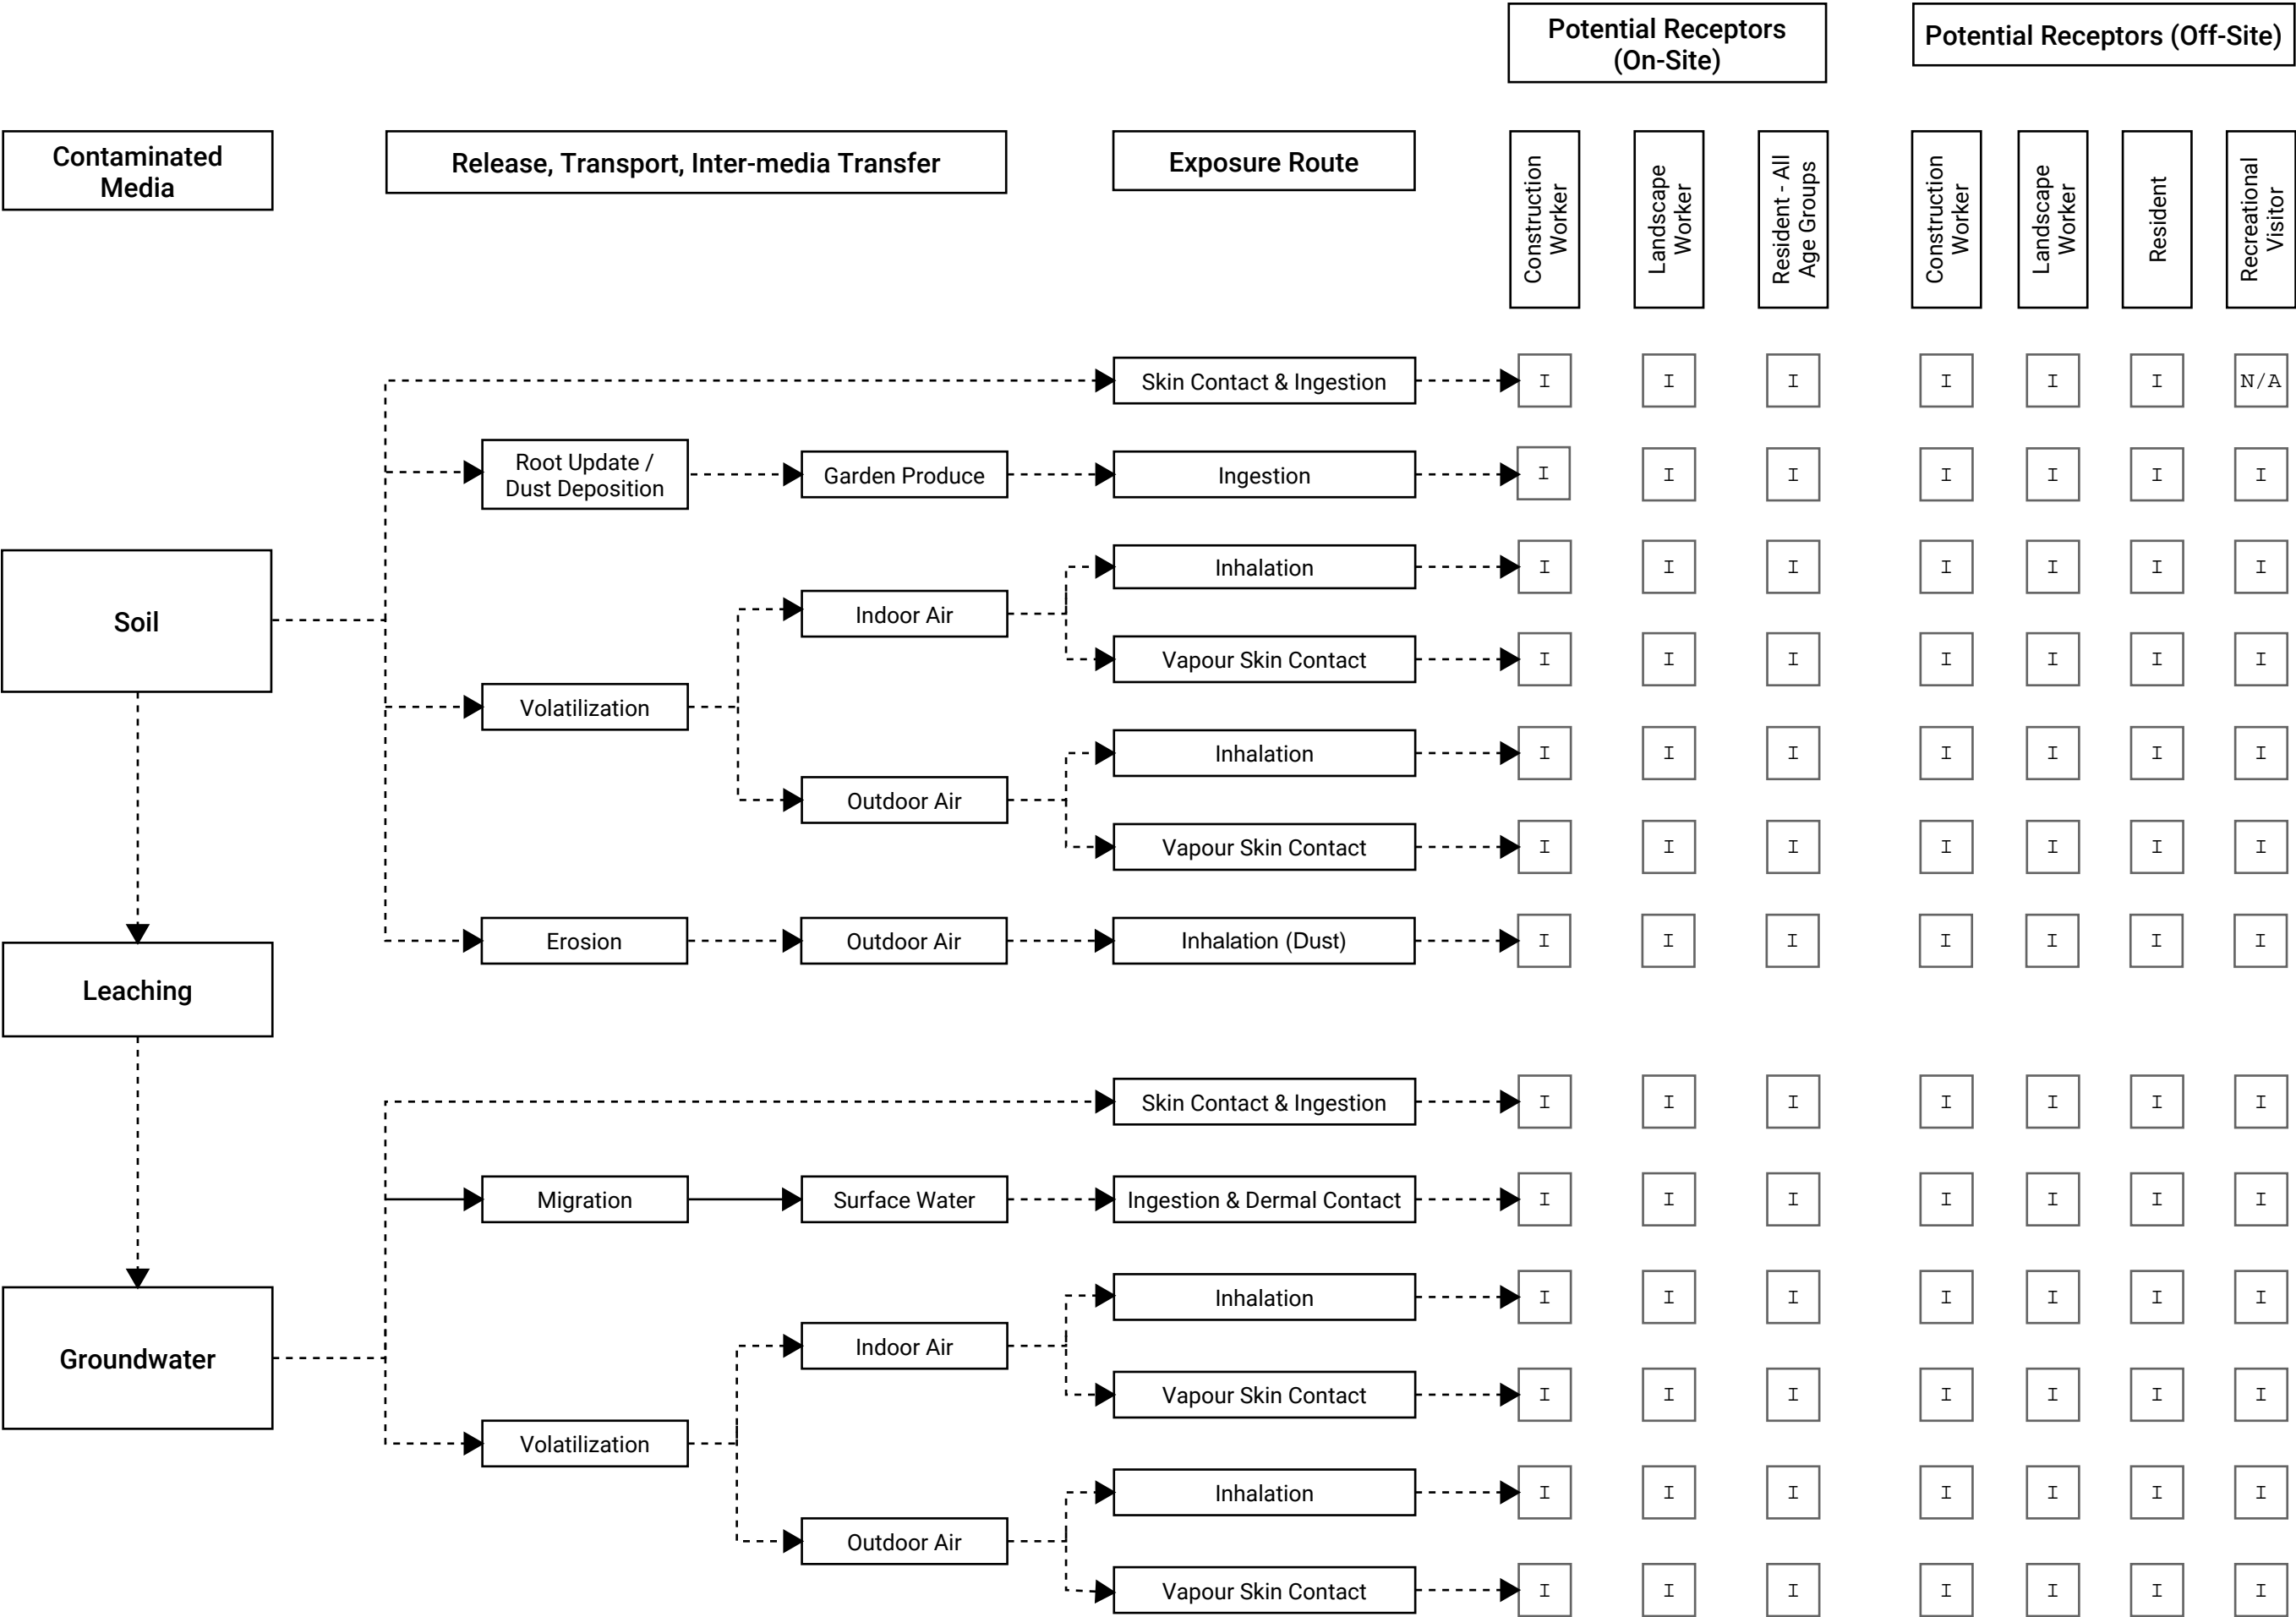 Potential Receptors
(On-Site)
Potential Receptors (Off-Site)
Contaminated
Media
Release, Transport, Inter-media Transfer
Exposure Route
Construction
Worker
Landscape
Worker
Resident - All
Age Groups
Construction
Worker
Landscape
Worker
Resident
Recreational
Visitor
Skin Contact & Ingestion
I I I I I I N/A
Root Update /
Dust Deposition
Garden Produce
Ingestion
I I I I I I I
Inhalation
I I I I I I I
Indoor Air
Soil
Vapour Skin Contact
I I I I I I I
Volatilization
Inhalation
I I I I I I I
Outdoor Air
Vapour Skin Contact
I I I I I I I
Erosion
Outdoor Air
Inhalation (Dust)
I I I I I I I
Leaching
Skin Contact & Ingestion
I I I I I I I
Migration
Surface Water
Ingestion & Dermal Contact
I I I I I I I
Inhalation
I I I I I I I
Indoor Air
Groundwater
Vapour Skin Contact
I I I I I I I
Volatilization
Inhalation
I I I I I I I
Outdoor Air
Vapour Skin Contact
I I I I I I I